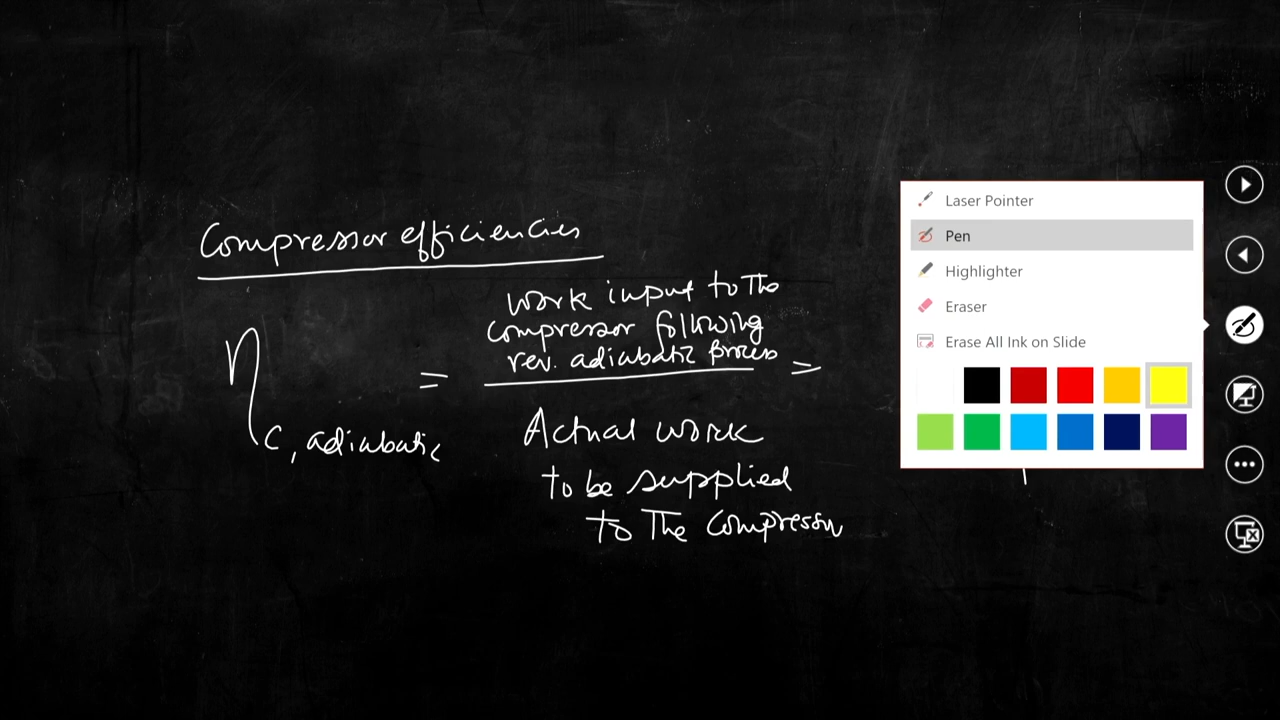 Compressor efficiencies
work input to the
compressor following
rev. adiabatic process
η
=
=
c, adiabatic
Actual work
to be supplied
to the compressor
Laser Pointer
Pen
Highlighter
Eraser
Erase All Ink on Slide